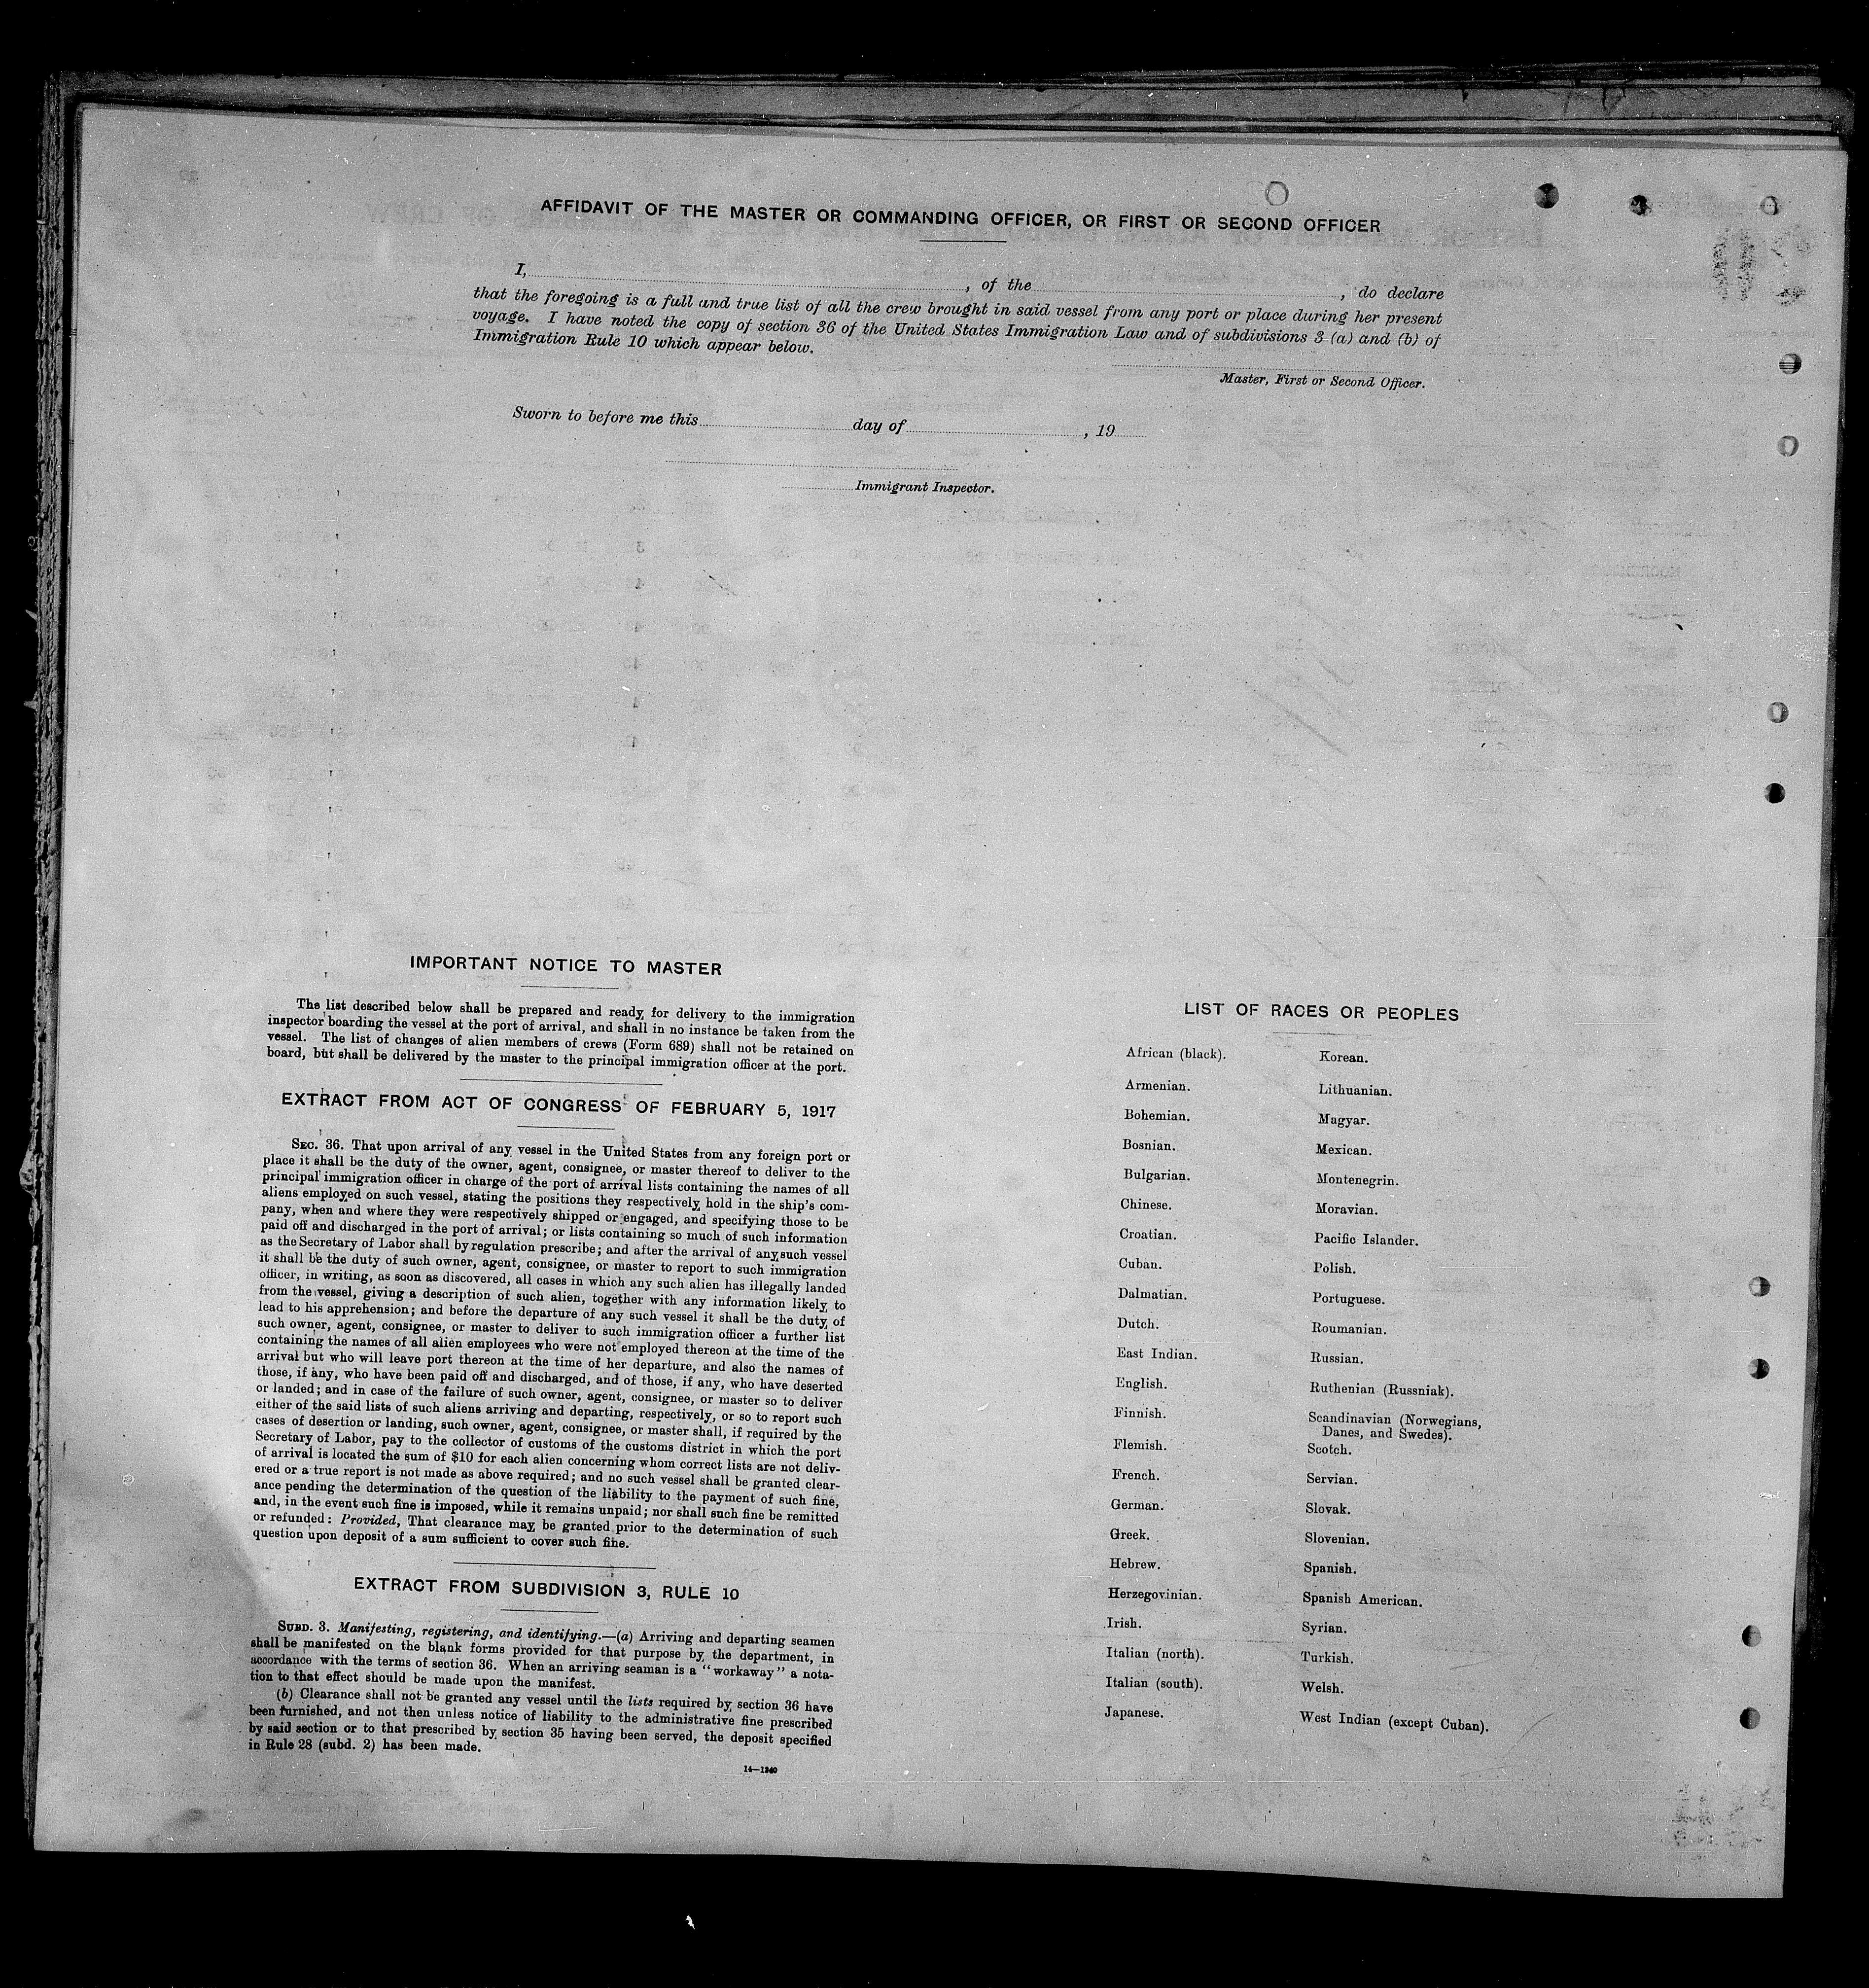 AFFIDAVIT OF THE MASTER OR COMMANDING OFFICER, OR FIRST OR SECOND OFFICER
I, , of the , do declare
that the foregoing is a full and true list of all the crew brought in said vessel from any port or place during her present
voyage. I have noted the copy of section 36 of the United States Immigration Law and of subdivisions 3 (a) and (b) of
Immigration Rule 10 which appear below.
Master, First or Second Officer.
Sworn to before me this day of , 19
Immigrant Inspector.
IMPORTANT NOTICE TO MASTER
The list described below shall be prepared and ready for delivery to the immigration
inspector boarding the vessel at the port of arrival, and shall in no instance be taken from the
vessel. The list of changes of alien members of crews (Form 689) shall not be retained on
board, but shall be delivered by the master to the principal immigration officer at the port.
EXTRACT FROM ACT OF CONGRESS OF FEBRUARY 5, 1917
SEC. 36. That upon arrival of any vessel in the United States from any foreign port or
place it shall be the duty of the owner, agent, consignee, or master thereof to deliver to the
principal immigration officer in charge of the port of arrival lists containing the names of all
aliens employed on such vessel, stating the positions they respectively hold in the ship's com-
pany, when and where they were respectively shipped or engaged, and specifying those to be
paid off and discharged in the port of arrival; or lists containing so much of such information
as the Secretary of Labor shall by regulation prescribe; and after the arrival of any such vessel
it shall be the duty of such owner, agent, consignee, or master to report to such immigration
officer, in writing, as soon as discovered, all cases in which any such alien has illegally landed
from the vessel, giving a description of such alien, together with any information likely to
lead to his apprehension; and before the departure of any such vessel it shall be the duty of
such owner, agent, consignee, or master to deliver to such immigration officer a further list
containing the names of all alien employees who were not employed thereon at the time of the
arrival but who will leave port thereon at the time of her departure, and also the names of
those, if any, who have been paid off and discharged, and of those, if any, who have deserted
or landed; and in case of the failure of such owner, agent, consignee, or master so to deliver
either of the said lists of such aliens arriving and departing, respectively, or so to report such
cases of desertion or landing, such owner, agent, consignee, or master shall, if required by the
Secretary of Labor, pay to the collector of customs of the customs district in which the port
of arrival is located the sum of $10 for each alien concerning whom correct lists are not deliv-
ered or a true report is not made as above required; and no such vessel shall be granted clear-
ance pending the determination of the question of the liability to the payment of such fine,
and, in the event such fine is imposed, while it remains unpaid; nor shall such fine be remitted
or refunded: Provided, That clearance may be granted prior to the determination of such
question upon deposit of a sum sufficient to cover such fine.
EXTRACT FROM SUBDIVISION 3, RULE 10
SUBD. 3. Manifesting, registering, and identifying.—(a) Arriving and departing seamen
shall be manifested on the blank forms provided for that purpose by the department, in
accordance with the terms of section 36. When an arriving seaman is a "workaway" a nota-
tion to that effect should be made upon the manifest.
(b) Clearance shall not be granted any vessel until the lists required by section 36 have
been furnished, and not then unless notice of liability to the administrative fine prescribed
by said section or to that prescribed by section 35 having been served, the deposit specified
in Rule 28 (subd. 2) has been made.
14—1240
LIST OF RACES OR PEOPLES
African (black).
Armenian.
Bohemian.
Bosnian.
Bulgarian.
Chinese.
Croatian.
Cuban.
Dalmatian.
Dutch.
East Indian.
English.
Finnish.
Flemish.
French.
German.
Greek.
Hebrew.
Herzegovinian.
Irish.
Italian (north).
Italian (south).
Japanese.
Korean.
Lithuanian.
Magyar.
Mexican.
Montenegrin.
Moravian.
Pacific Islander.
Polish.
Portuguese.
Roumanian.
Russian.
Ruthenian (Russniak).
Scandinavian (Norwegians,
Danes, and Swedes).
Scotch.
Servian.
Slovak.
Slovenian.
Spanish.
Spanish American.
Syrian.
Turkish.
Welsh.
West Indian (except Cuban).